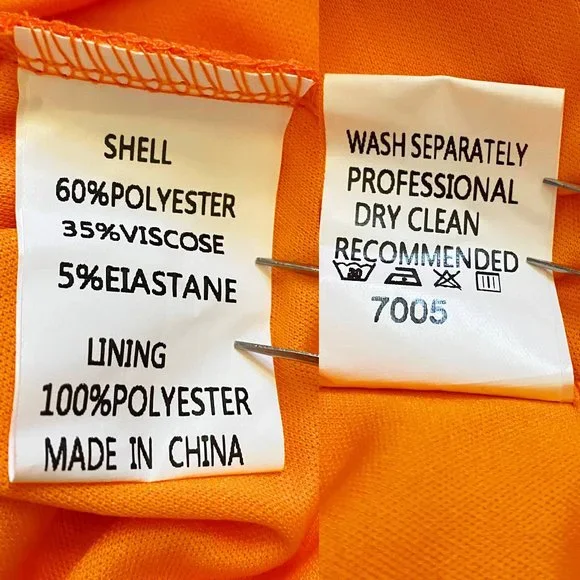 SHELL
60%POLYESTER
35%VISCOSE
5%EIASTANE
LINING
100%POLYESTER
MADE IN CHINA
WASH SEPARATELY
PROFESSIONAL
DRY CLEAN
RECOMMENDED
30
7005